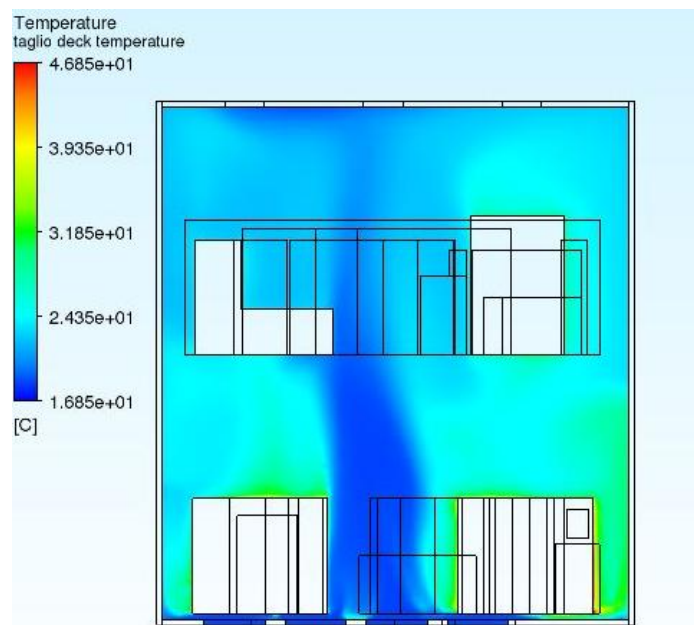 Temperature
taglio deck temperature
4.685e+01
3.935e+01
3.185e+01
2.435e+01
1.685e+01
[C]